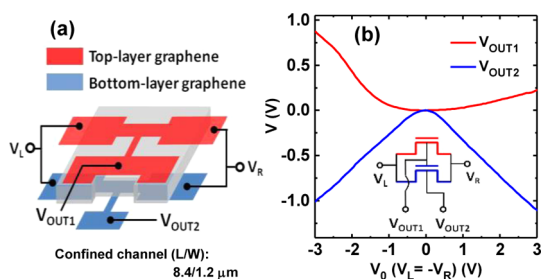 (a)
Top-layer graphene
Bottom-layer graphene
V_L
V_R
V_OUT1
V_OUT2
Confined channel (L/W):
8.4/1.2 μm
(b)
V_OUT1
V_OUT2
V (V)
1.0
0.5
0.0
-0.5
-1.0
V_L
V_R
V_OUT1
V_OUT2
-3 -2 -1 0 1 2 3
V_0 (V_L= -V_R) (V)